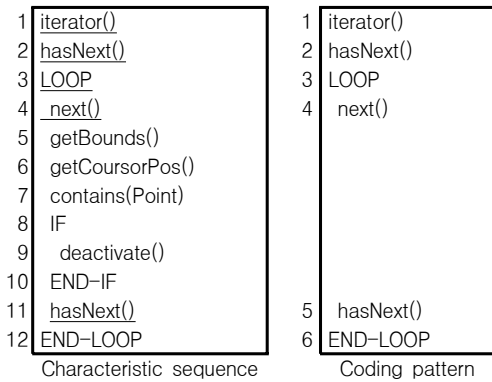 1 iterator()
2 hasNext()
3 LOOP
4 next()
5 getBounds()
6 getCoursorPos()
7 contains(Point)
8 IF
9 deactivate()
10 END-IF
11 hasNext()
12 END-LOOP
Characteristic sequence
1 iterator()
2 hasNext()
3 LOOP
4 next()
5 hasNext()
6 END-LOOP
Coding pattern